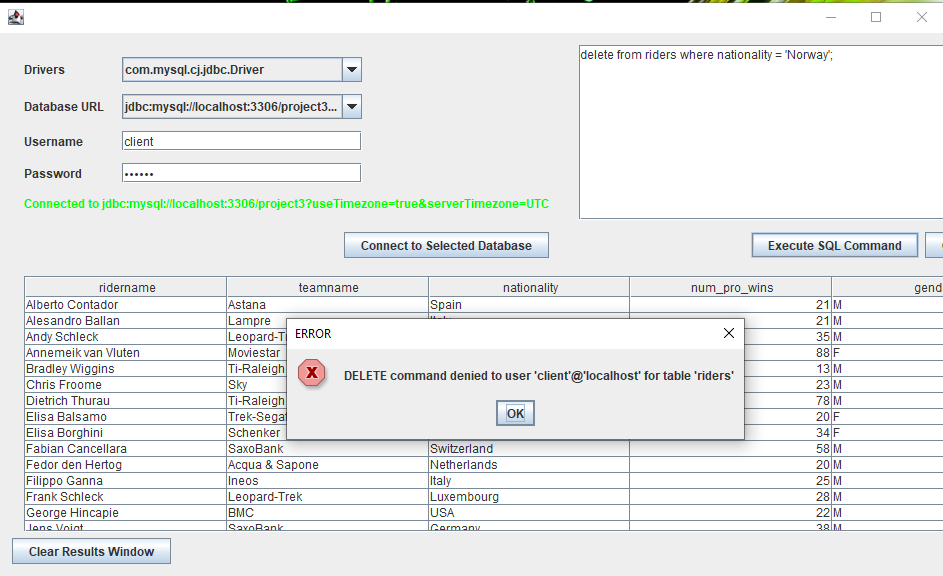 Drivers
com.mysql.cj.jdbc.Driver
Database URL
jdbc:mysql://localhost:3306/project3...
Username
client
Password
••••••
Connected to jdbc:mysql://localhost:3306/project3?useTimezone=true&serverTimezone=UTC
delete from riders where nationality = 'Norway';
Connect to Selected Database
Execute SQL Command
ridername teamname nationality num_pro_wins
Alberto Contador Astana Spain 21 M
Alesandro Ballan Lampre 21 M
Andy Schleck Leopard-Tr 35 M
Annemeik van Vluten Moviestar 88 F
Bradley Wiggins Ti-Raleigh 13 M
Chris Froome Sky 23 M
Dietrich Thurau Ti-Raleigh 78 M
Elisa Balsamo 20 F
Elisa Borghini Schenker 34 F
Fabian Cancellara SaxoBank Switzerland 58 M
Fedor den Hertog Acqua & Sapone Netherlands 20 M
Filippo Ganna Ineos Italy 25 M
Frank Schleck Leopard-Trek Luxembourg 28 M
George Hincapie BMC USA 22 M
Jens Voigt SaxoBank Germany 38 M
ERROR
DELETE command denied to user 'client'@'localhost' for table 'riders'
OK
Clear Results Window